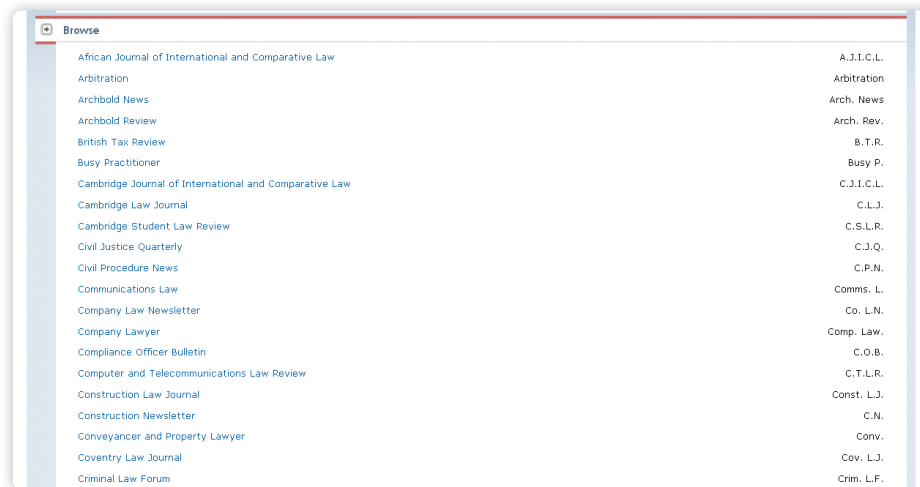 Browse
African Journal of International and Comparative Law A.J.I.C.L.
Arbitration Arbitration
Archbold News Arch. News
Archbold Review Arch. Rev.
British Tax Review B.T.R.
Busy Practitioner Busy P.
Cambridge Journal of International and Comparative Law C.J.I.C.L.
Cambridge Law Journal C.L.J.
Cambridge Student Law Review C.S.L.R.
Civil Justice Quarterly C.J.Q.
Civil Procedure News C.P.N.
Communications Law Comms. L.
Company Law Newsletter Co. L.N.
Company Lawyer Comp. Law.
Compliance Officer Bulletin C.O.B.
Computer and Telecommunications Law Review C.T.L.R.
Construction Law Journal Const. L.J.
Construction Newsletter C.N.
Conveyancer and Property Lawyer Conv.
Coventry Law Journal Cov. L.J.
Criminal Law Forum Crim. L.F.